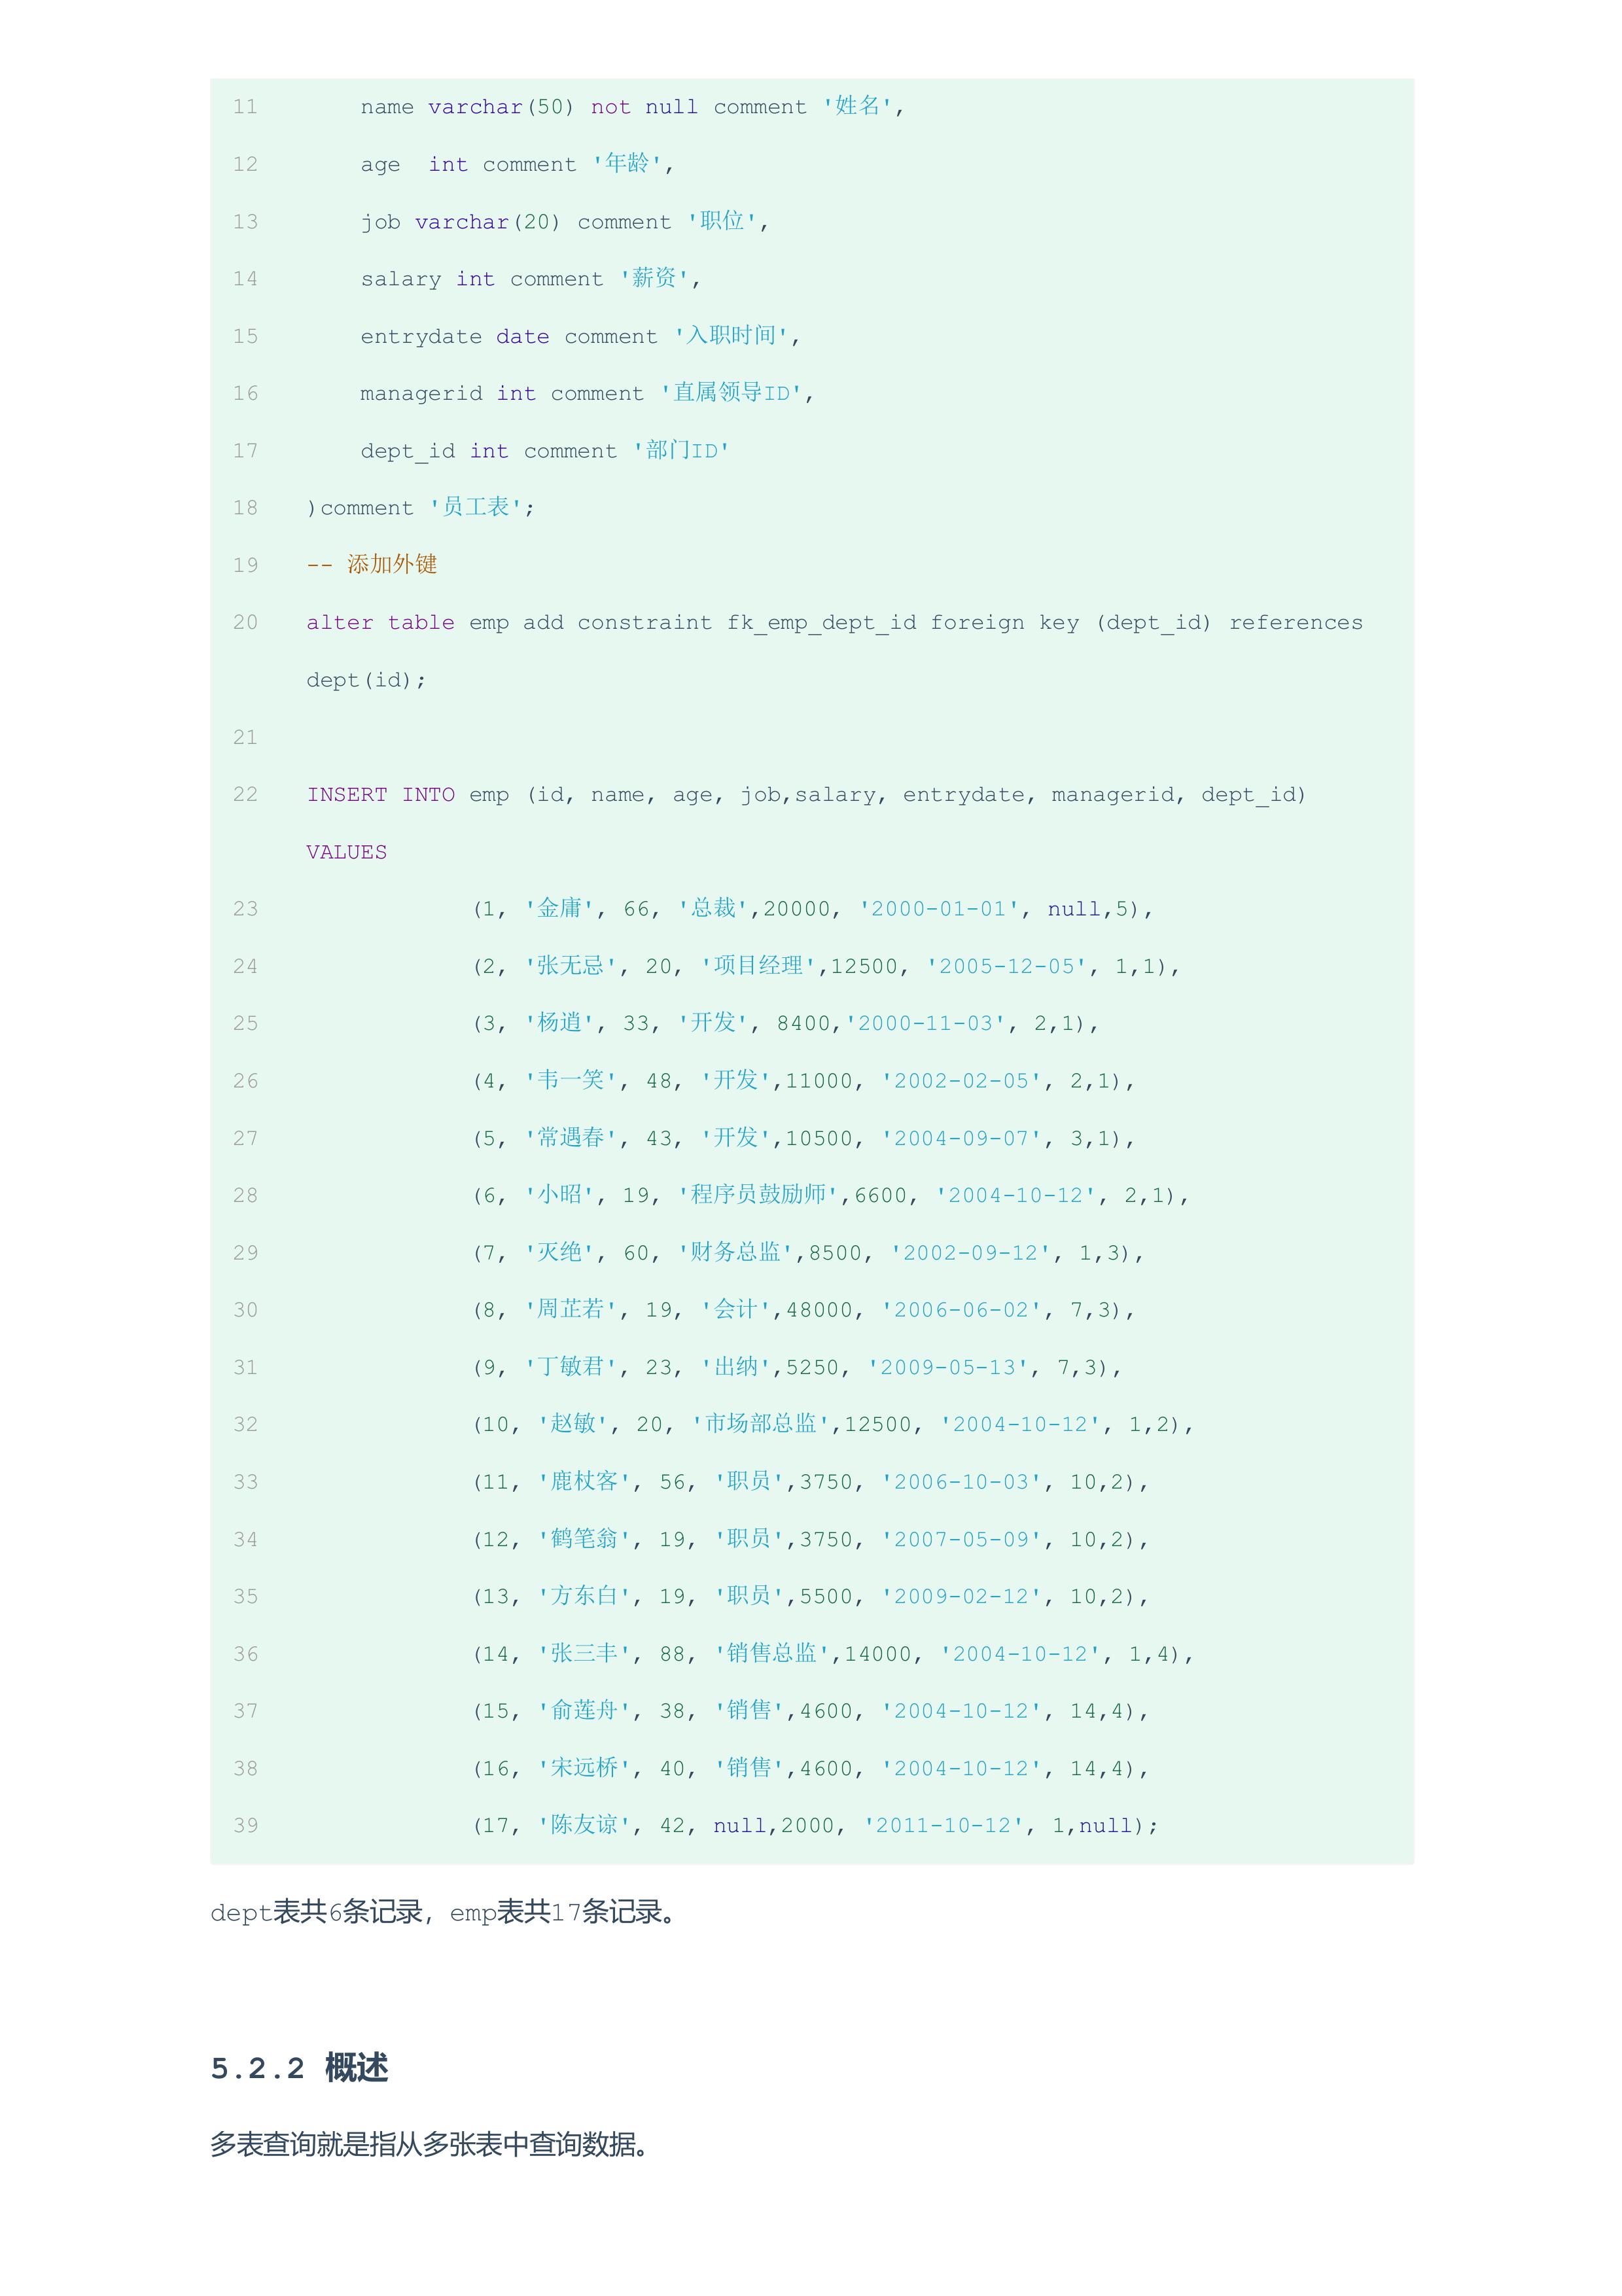 11 name varchar(50) not null comment '姓名',
12 age  int comment '年龄',
13 job varchar(20) comment '职位',
14 salary int comment '薪资',
15 entrydate date comment '入职时间',
16 managerid int comment '直属领导ID',
17 dept_id int comment '部门ID'
18 )comment '员工表';
19 -- 添加外键
20 alter table emp add constraint fk_emp_dept_id foreign key (dept_id) references
dept(id);
21
22 INSERT INTO emp (id, name, age, job,salary, entrydate, managerid, dept_id)
VALUES
23 (1, '金庸', 66, '总裁',20000, '2000-01-01', null,5),
24 (2, '张无忌', 20, '项目经理',12500, '2005-12-05', 1,1),
25 (3, '杨逍', 33, '开发', 8400,'2000-11-03', 2,1),
26 (4, '韦一笑', 48, '开发',11000, '2002-02-05', 2,1),
27 (5, '常遇春', 43, '开发',10500, '2004-09-07', 3,1),
28 (6, '小昭', 19, '程序员鼓励师',6600, '2004-10-12', 2,1),
29 (7, '灭绝', 60, '财务总监',8500, '2002-09-12', 1,3),
30 (8, '周芷若', 19, '会计',48000, '2006-06-02', 7,3),
31 (9, '丁敏君', 23, '出纳',5250, '2009-05-13', 7,3),
32 (10, '赵敏', 20, '市场部总监',12500, '2004-10-12', 1,2),
33 (11, '鹿杖客', 56, '职员',3750, '2006-10-03', 10,2),
34 (12, '鹤笔翁', 19, '职员',3750, '2007-05-09', 10,2),
35 (13, '方东白', 19, '职员',5500, '2009-02-12', 10,2),
36 (14, '张三丰', 88, '销售总监',14000, '2004-10-12', 1,4),
37 (15, '俞莲舟', 38, '销售',4600, '2004-10-12', 14,4),
38 (16, '宋远桥', 40, '销售',4600, '2004-10-12', 14,4),
39 (17, '陈友谅', 42, null,2000, '2011-10-12', 1,null);
dept表共6条记录，emp表共17条记录。
5.2.2 概述
多表查询就是指从多张表中查询数据。